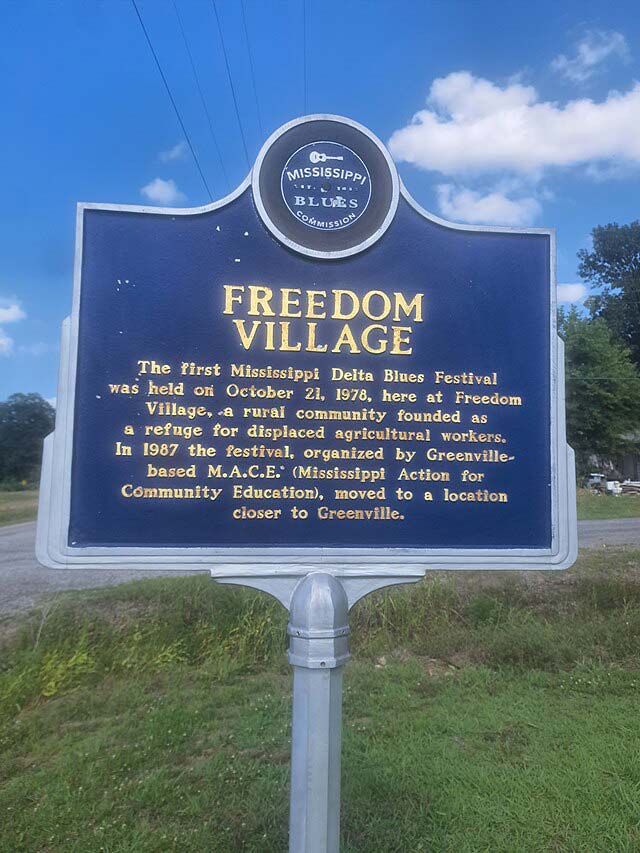 MISSISSIPPI
BLUES
COMMISSION
FREEDOM
VILLAGE
The first Mississippi Delta Blues Festival
was held on October 21, 1978, here at Freedom
Village, a rural community founded as
a refuge for displaced agricultural workers.
In 1987 the festival, organized by Greenville-
based M.A.C.E. (Mississippi Action for
Community Education), moved to a location
closer to Greenville.